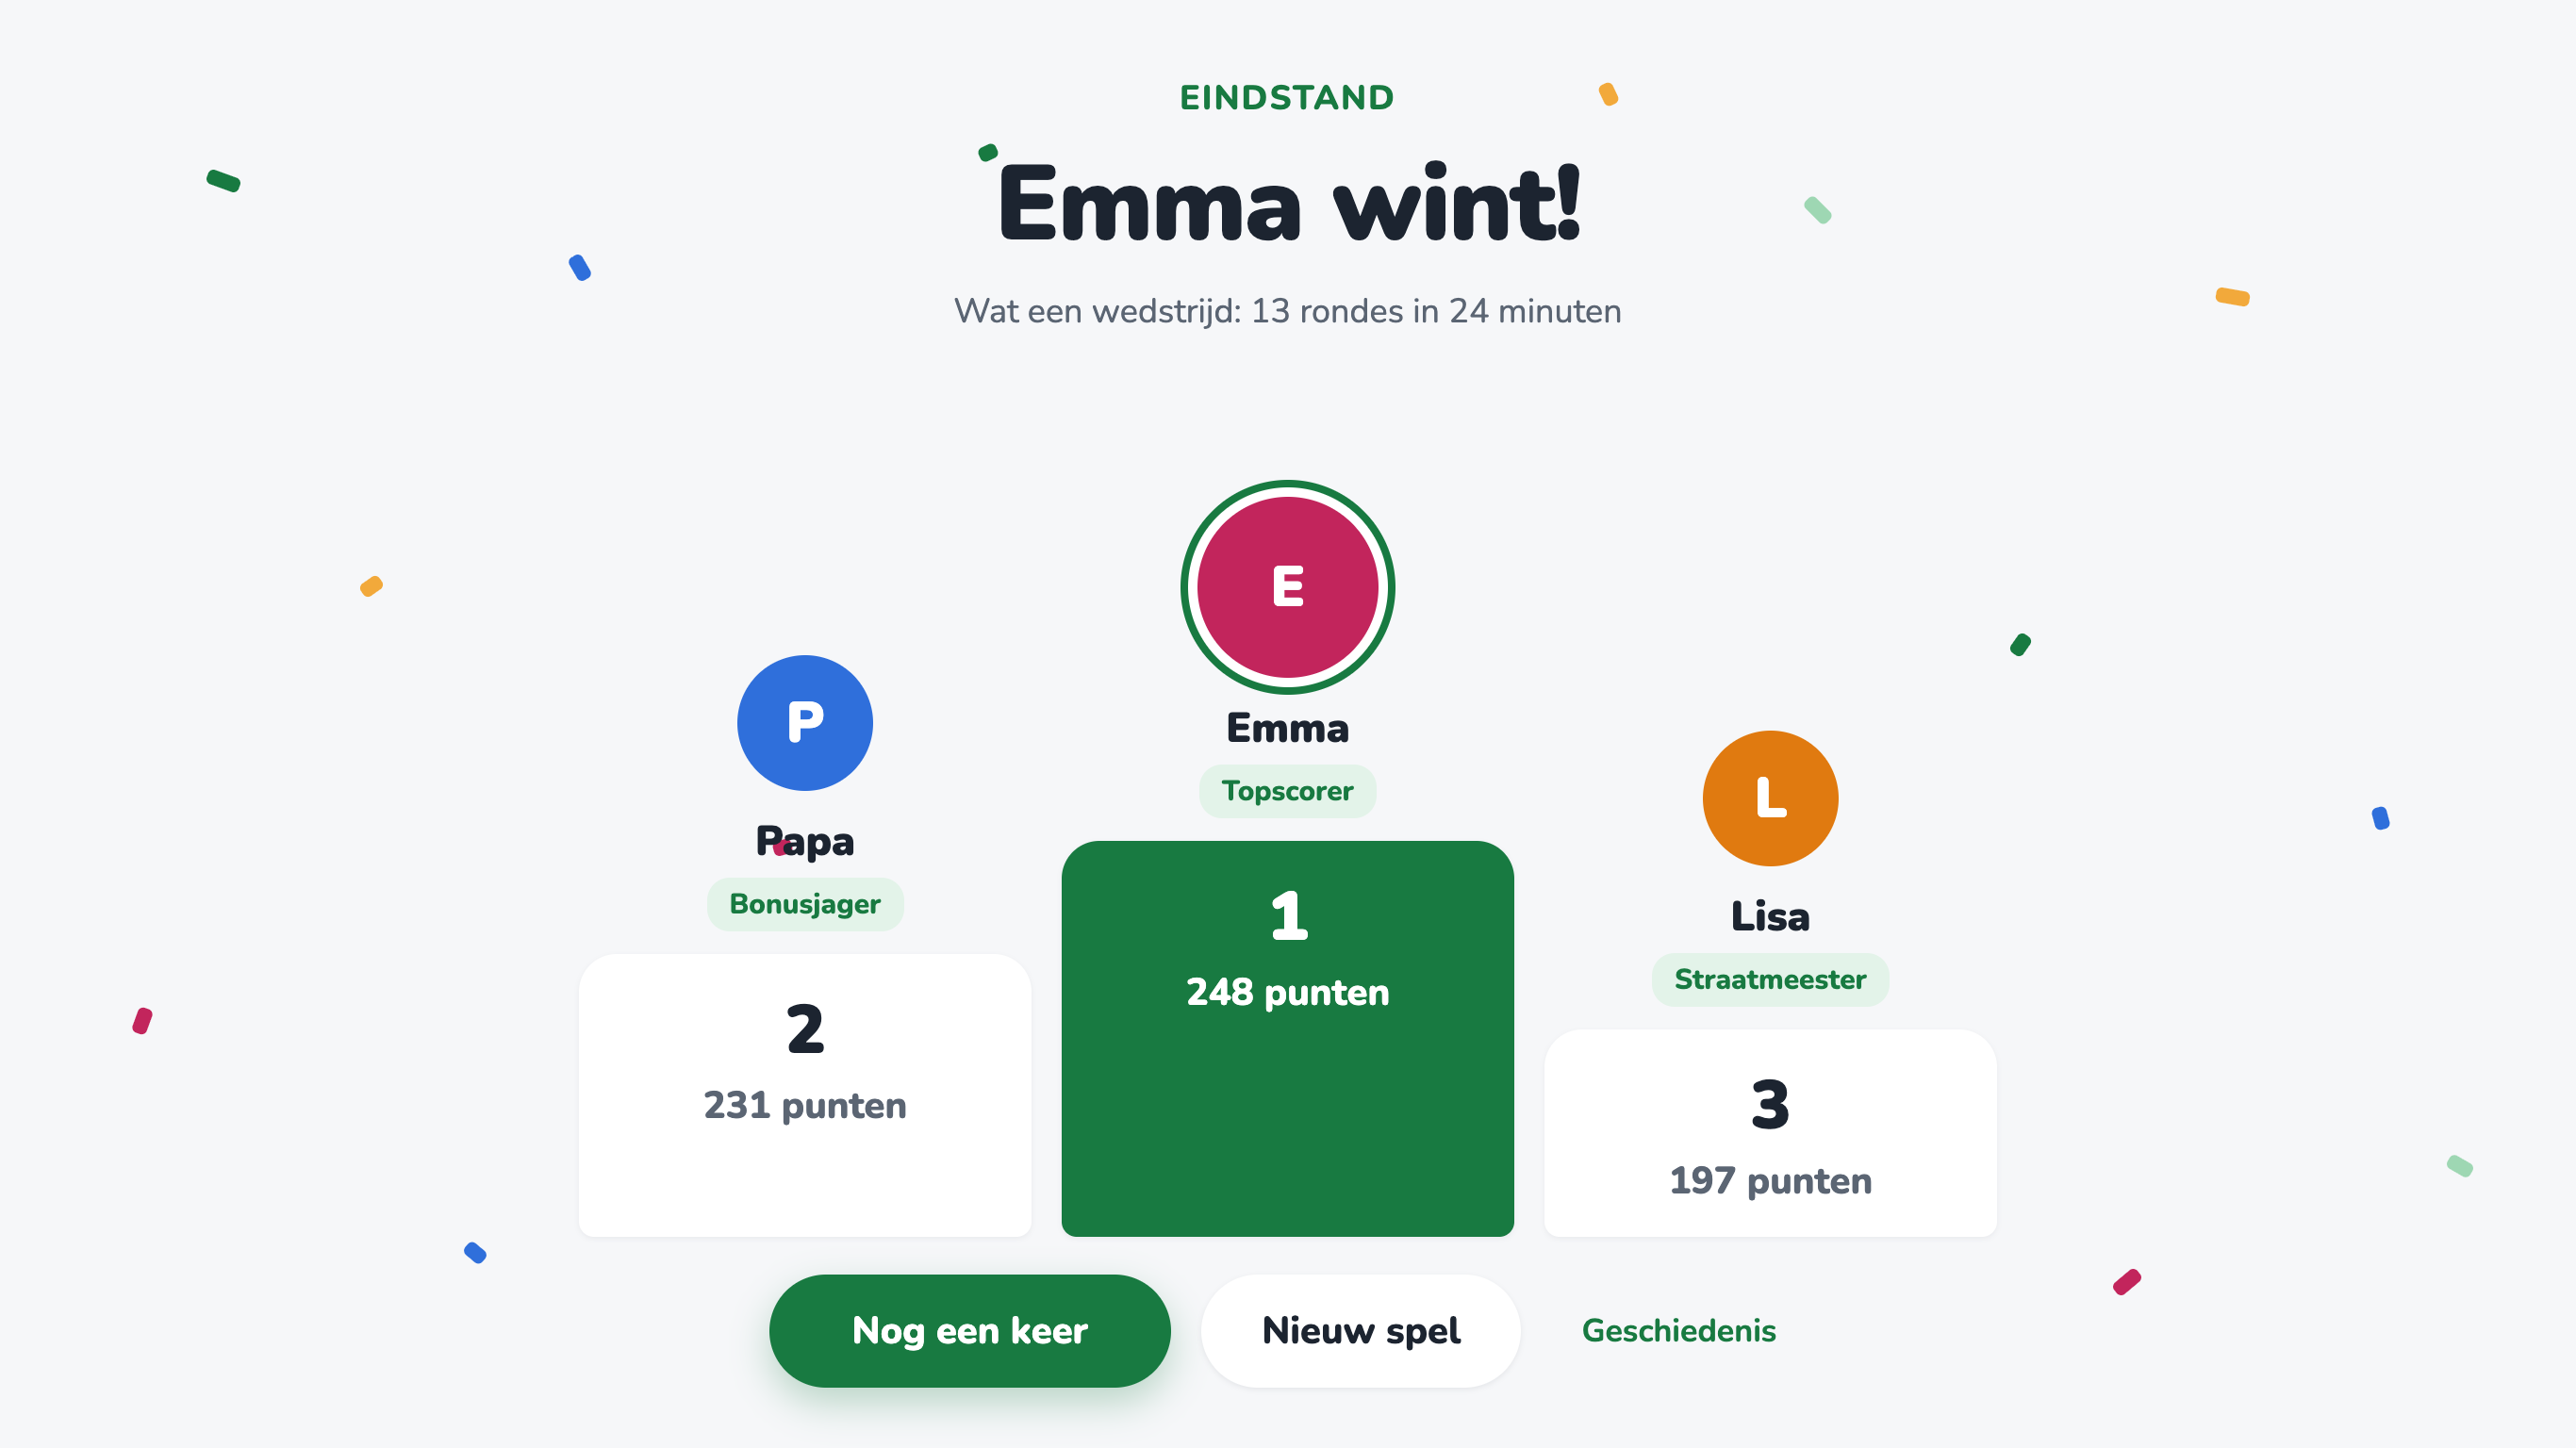 EINDSTAND
Emma wint!
Wat een wedstrijd: 13 rondes in 24 minuten
P
Papa
Bonusjager
2
231 punten
E
Emma
Topscorer
1
248 punten
L
Lisa
Straatmeester
3
197 punten
Nog een keer
Nieuw spel
Geschiedenis